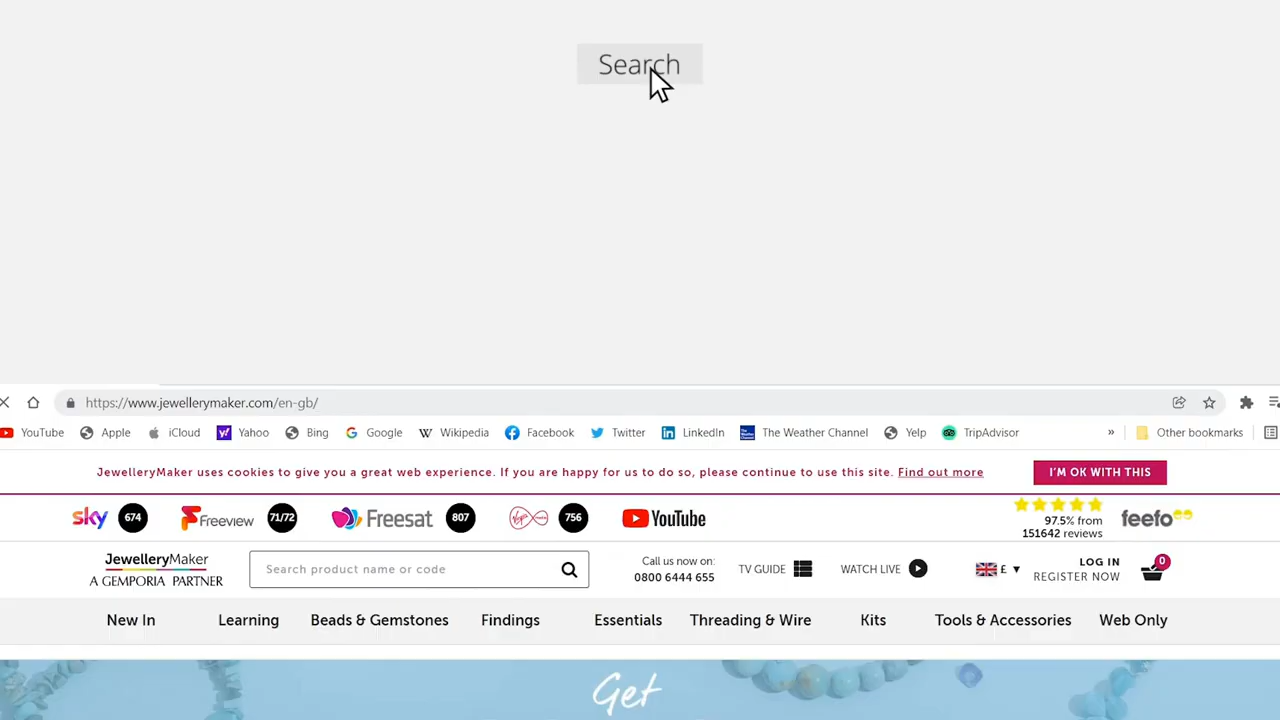 Search
https://www.jewellerymaker.com/en-gb/
YouTube Apple iCloud Yahoo Bing Google Wikipedia Facebook Twitter LinkedIn The Weather Channel Yelp TripAdvisor » Other bookmarks
JewelleryMaker uses cookies to give you a great web experience. If you are happy for us to do so, please continue to use this site. Find out more I'M OK WITH THIS
sky 674 Freeview 71/72 Freesat 807 Virgin media 756 YouTube
97.5% from
151642 reviews
feefo
JewelleryMaker
A GEMPORIA PARTNER
Search product name or code
Call us now on:
0800 6444 655
TV GUIDE WATCH LIVE £ ▼
LOG IN
REGISTER NOW
0
New In Learning Beads & Gemstones Findings Essentials Threading & Wire Kits Tools & Accessories Web Only
Get